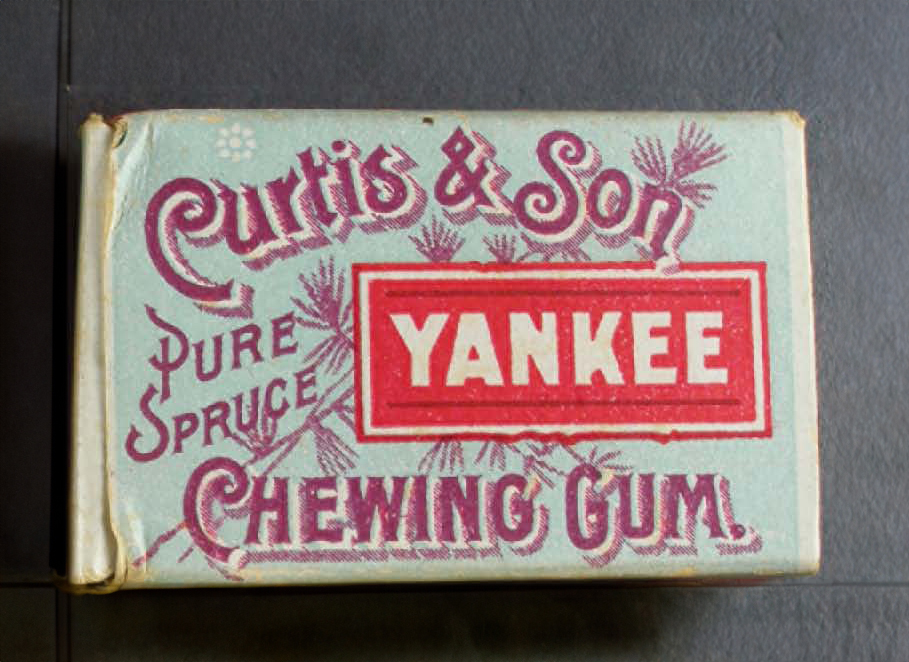 Curtis & Son
YANKEE
PURE
SPRUCE
CHEWING GUM.